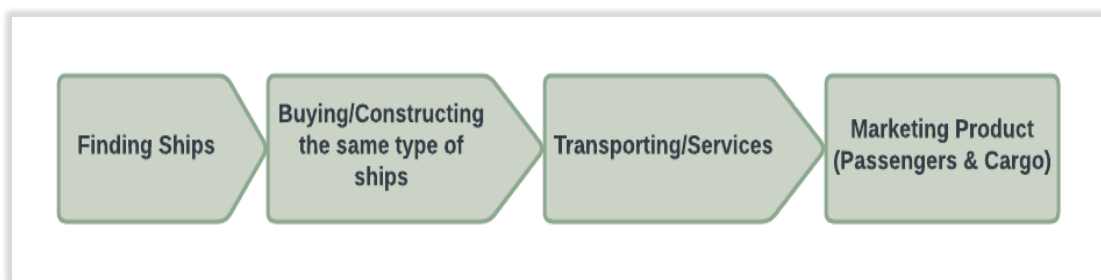 Finding Ships
Buying/Constructing
the same type of
ships
Transporting/Services
Marketing Product
(Passengers & Cargo)